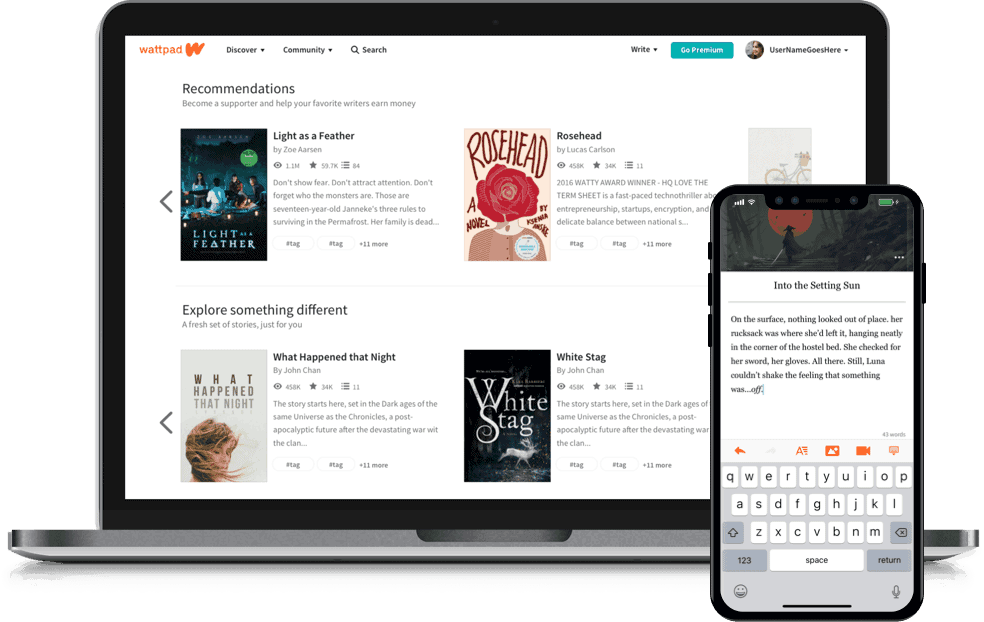 wattpad
Discover
Community
Search
Write
Go Premium
UserNameGoesHere
Recommendations
Become a supporter and help your favorite writers earn money
ZOE AARSEN
LIGHT AS A
FEATHER
Light as a Feather
by Zoe Aarsen
1.1M 59.7K 84
Don't show fear. Don't attract attention. Don't
forget who the monsters are. Those are
seventeen-year-old Janneke's three rules to
surviving in the Permafrost. Her family is dead...
#tag #tag +11 more
ROSEHEAD
A
NOVEL
BY
KSENIA
ANSKE
Rosehead
by Lucas Carlson
458K 34K 11
2016 WATTY AWARD WINNER - HQ LOVE THE
TERM SHEET is a fast-paced technothriller abo
entrepreneurship, startups, encryption, and
delicate balance between national s...
#tag #tag +11 more
Explore something different
A fresh set of stories, just for you
WHAT
HAPPENED
THAT NIGHT
What Happened that Night
By John Chan
458K 34K 11
The story starts here, set in the Dark ages of the
same Universe as the Chronicles, a post-
apocalyptic future after the devastating war wit
the clan...
#tag #tag +11 more
White
Stag
White Stag
By John Chan
458K 34K 11
The story starts here, set in the Dark ages of the
same Universe as the Chronicles, a post-
apocalyptic future after the devastating war wit
the clan...
#tag #tag +11 more
Into the Setting Sun
On the surface, nothing looked out of place. her
rucksack was where she'd left it, hanging neatly
in the corner of the hostel bed. She checked for
her sword, her gloves. All there. Still, Luna
couldn't shake the feeling that something
was...off.
43 words
q w e r t y u i o p
a s d f g h j k l
z x c v b n m
123 space return